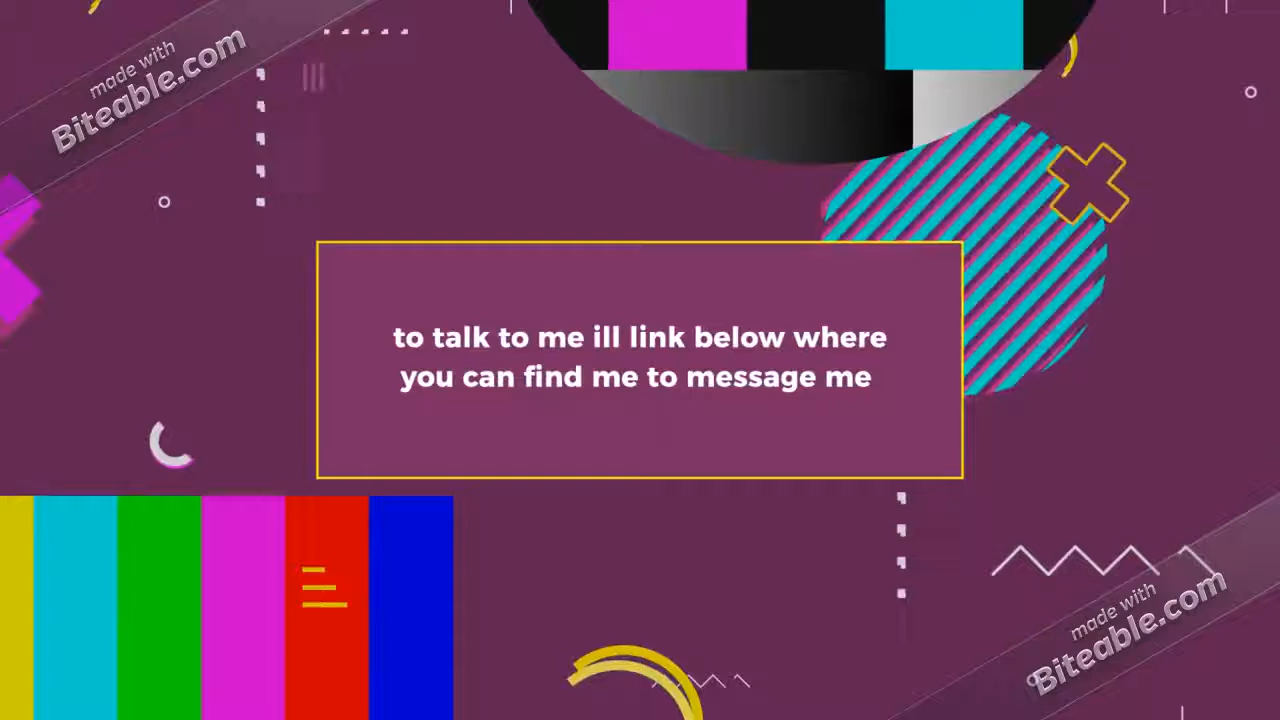 made with
Biteable.com
to talk to me ill link below where
you can find me to message me
made with
Biteable.com